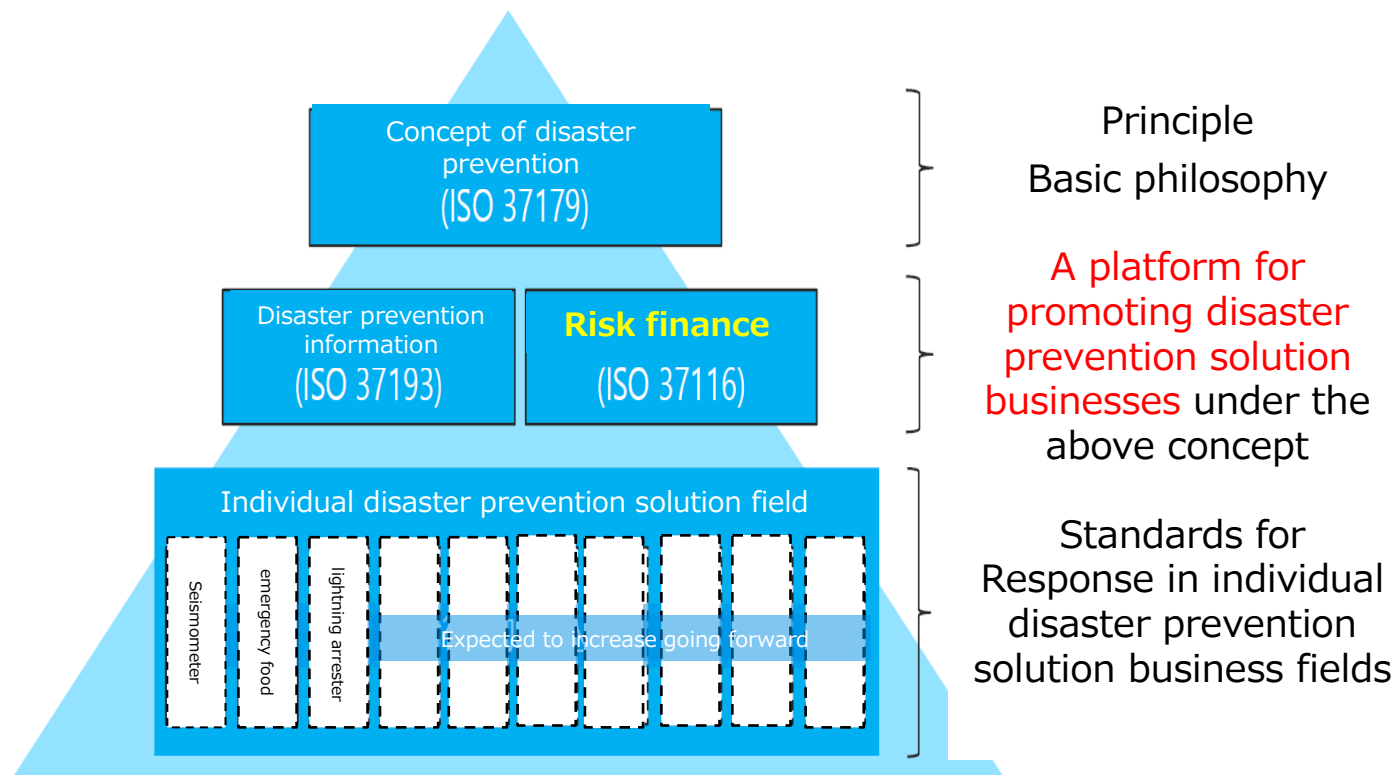 Concept of disaster
prevention
(ISO 37179)
Principle
Basic philosophy
Disaster prevention
information
(ISO 37193)
Risk finance
(ISO 37116)
A platform for
promoting disaster
prevention solution
businesses under the
above concept
Individual disaster prevention solution field
Seismometer
emergency food
lightning arrester
Expected to increase going forward
Standards for
Response in individual
disaster prevention
solution business fields